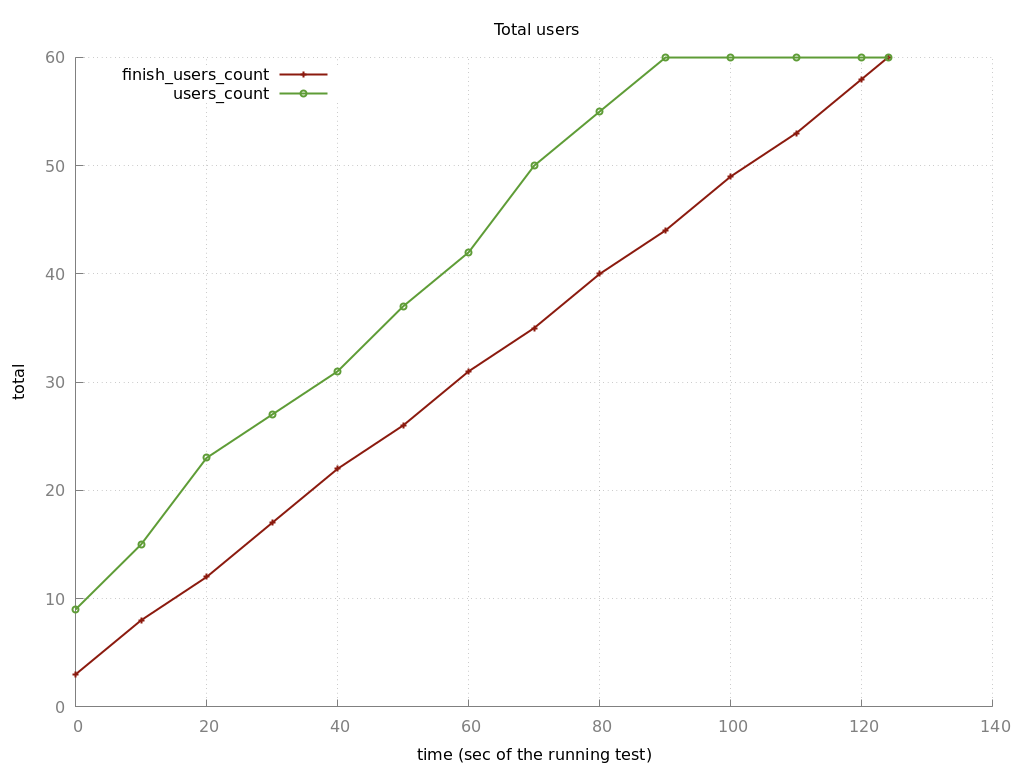 Total users
finish_users_count
users_count
60
50
40
30
20
10
0
total
0 20 40 60 80 100 120 140
time (sec of the running test)